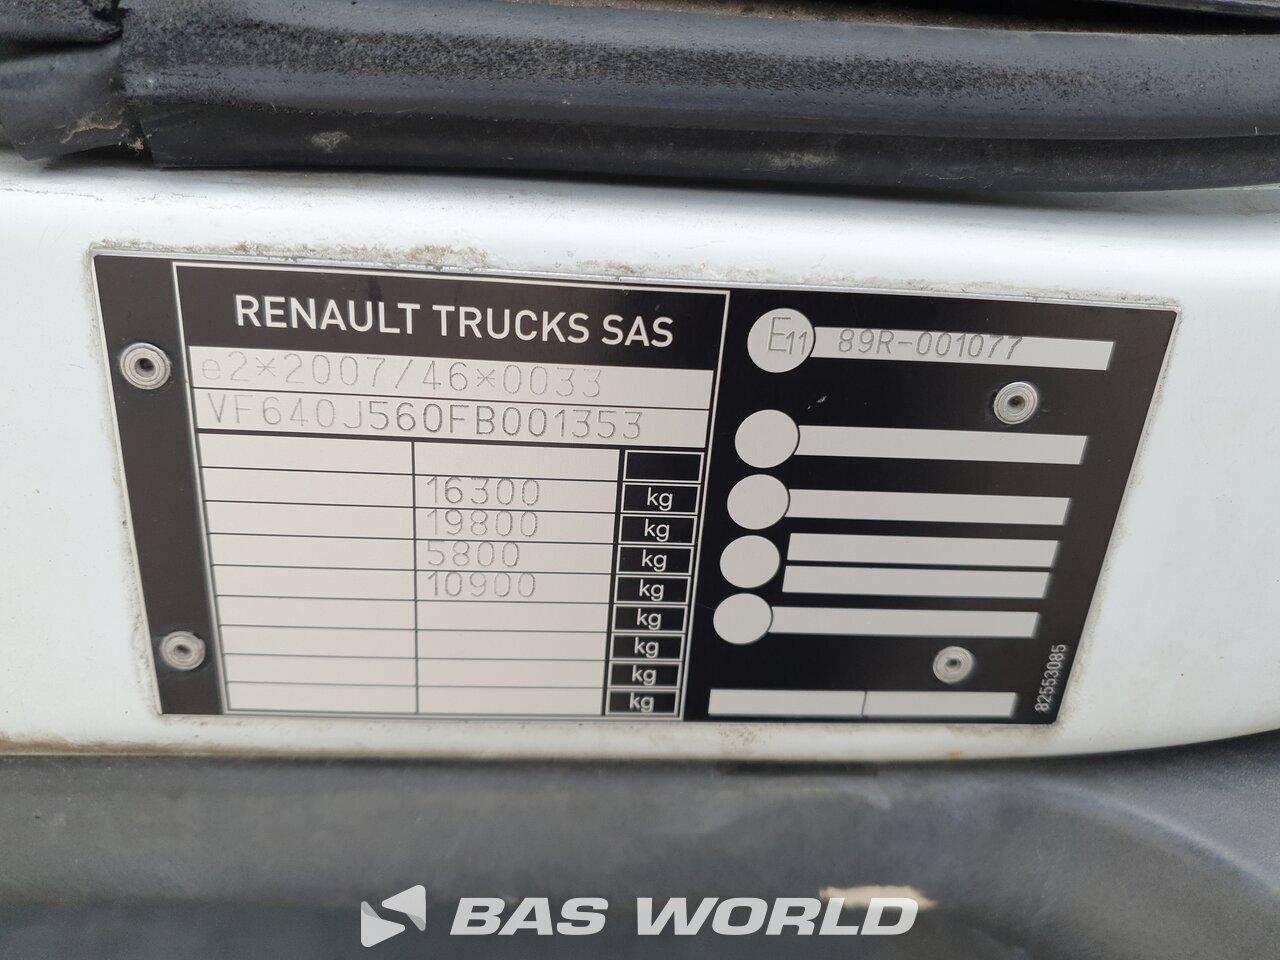 RENAULT TRUCKS SAS
e2*2007/46*0033
VF640J560FB001353
16300 kg
19800 kg
5800 kg
10900 kg
kg
kg
kg
kg
E11 89R-001077
82553085
BAS WORLD